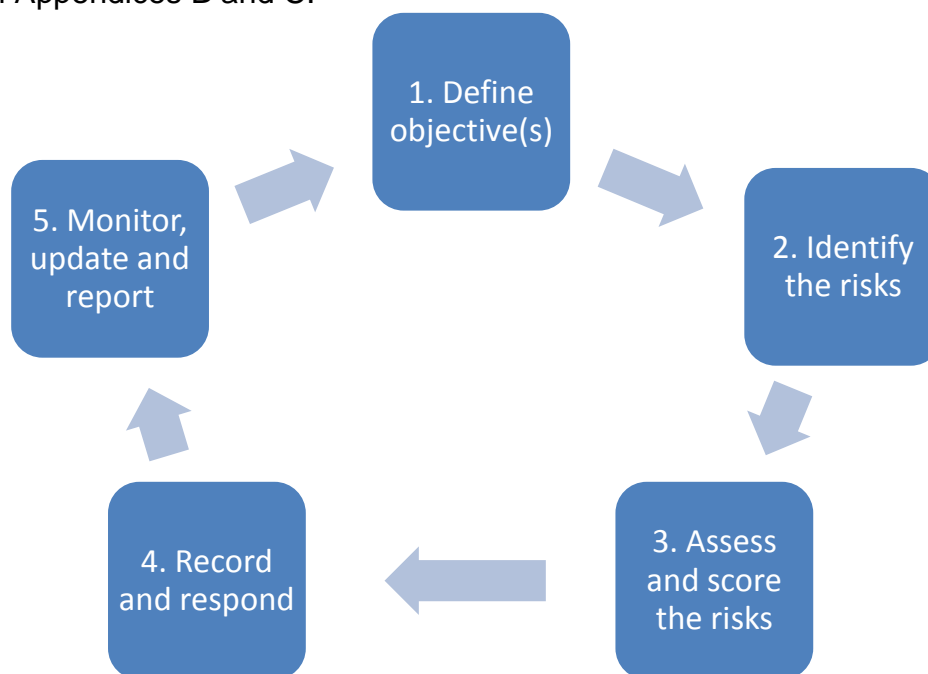 Appendices B and C.
1. Define
objective(s)
2. Identify
the risks
3. Assess
and score
the risks
4. Record
and respond
5. Monitor,
update and
report